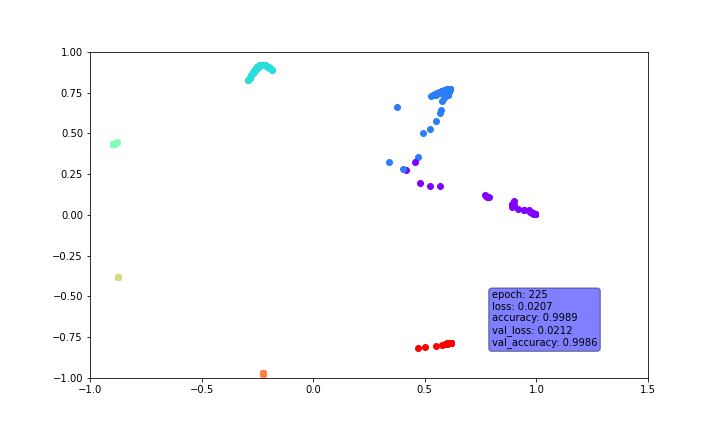 1.00
0.75
0.50
0.25
0.00
−0.25
−0.50
−0.75
−1.00
epoch: 225
loss: 0.0207
accuracy: 0.9989
val_loss: 0.0212
val_accuracy: 0.9986
−1.0 −0.5 0.0 0.5 1.0 1.5